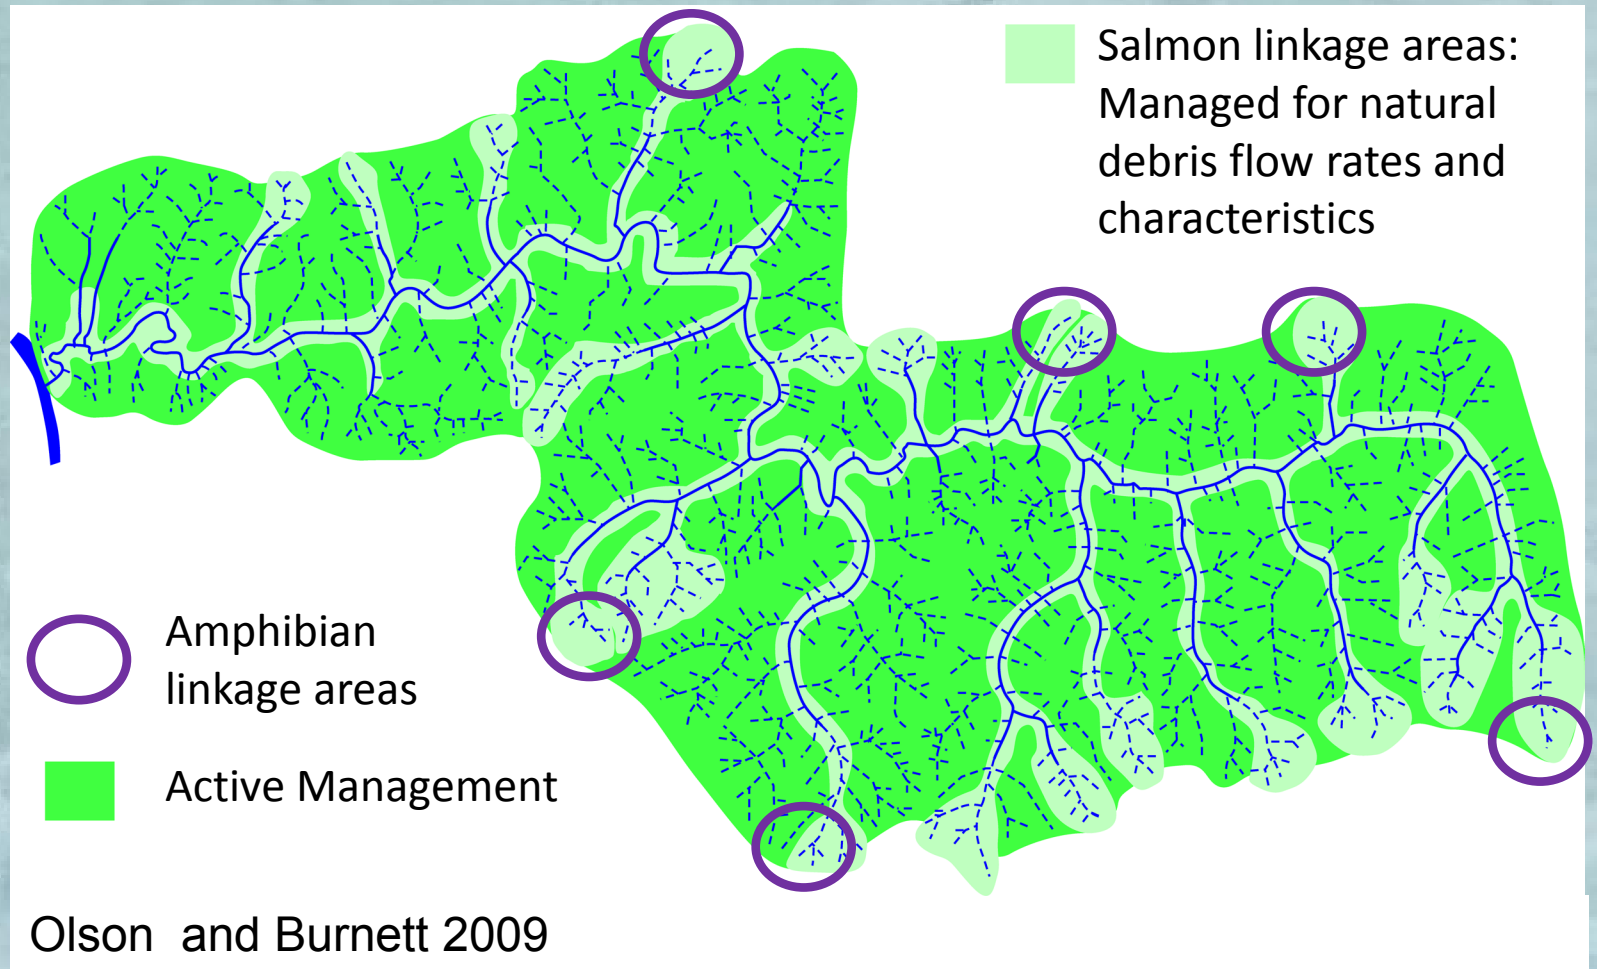 Salmon linkage areas:
Managed for natural
debris flow rates and
characteristics
Amphibian
linkage areas
Active Management
Olson and Burnett 2009